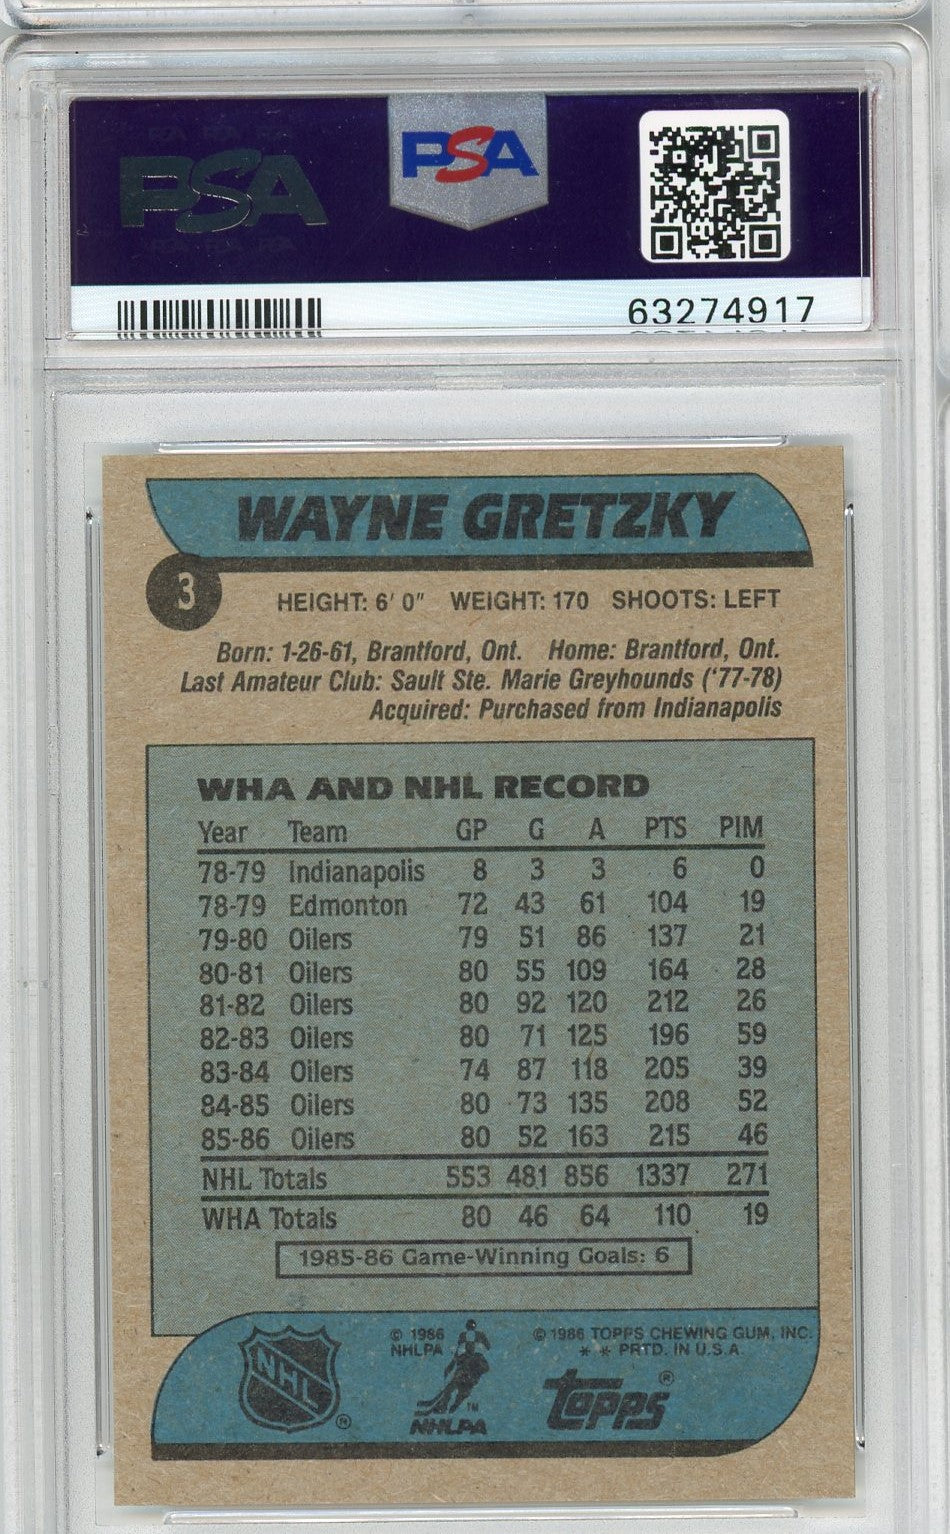 PSA
PSA
63274917
WAYNE GRETZKY
3
HEIGHT: 6' 0" WEIGHT: 170 SHOOTS: LEFT
Born: 1-26-61, Brantford, Ont. Home: Brantford, Ont.
Last Amateur Club: Sault Ste. Marie Greyhounds ('77-78)
Acquired: Purchased from Indianapolis
WHA AND NHL RECORD
Year Team GP G A PTS PIM
78-79 Indianapolis 8 3 3 6 0
78-79 Edmonton 72 43 61 104 19
79-80 Oilers 79 51 86 137 21
80-81 Oilers 80 55 109 164 28
81-82 Oilers 80 92 120 212 26
82-83 Oilers 80 71 125 196 59
83-84 Oilers 74 87 118 205 39
84-85 Oilers 80 73 135 208 52
85-86 Oilers 80 52 163 215 46
NHL Totals 553 481 856 1337 271
WHA Totals 80 46 64 110 19
1985-86 Game-Winning Goals: 6
NHL ®
© 1986
NHLPA
TM
NHLPA
© 1986 TOPPS CHEWING GUM, INC.
* * PRTD. IN U.S.A.
topps ®